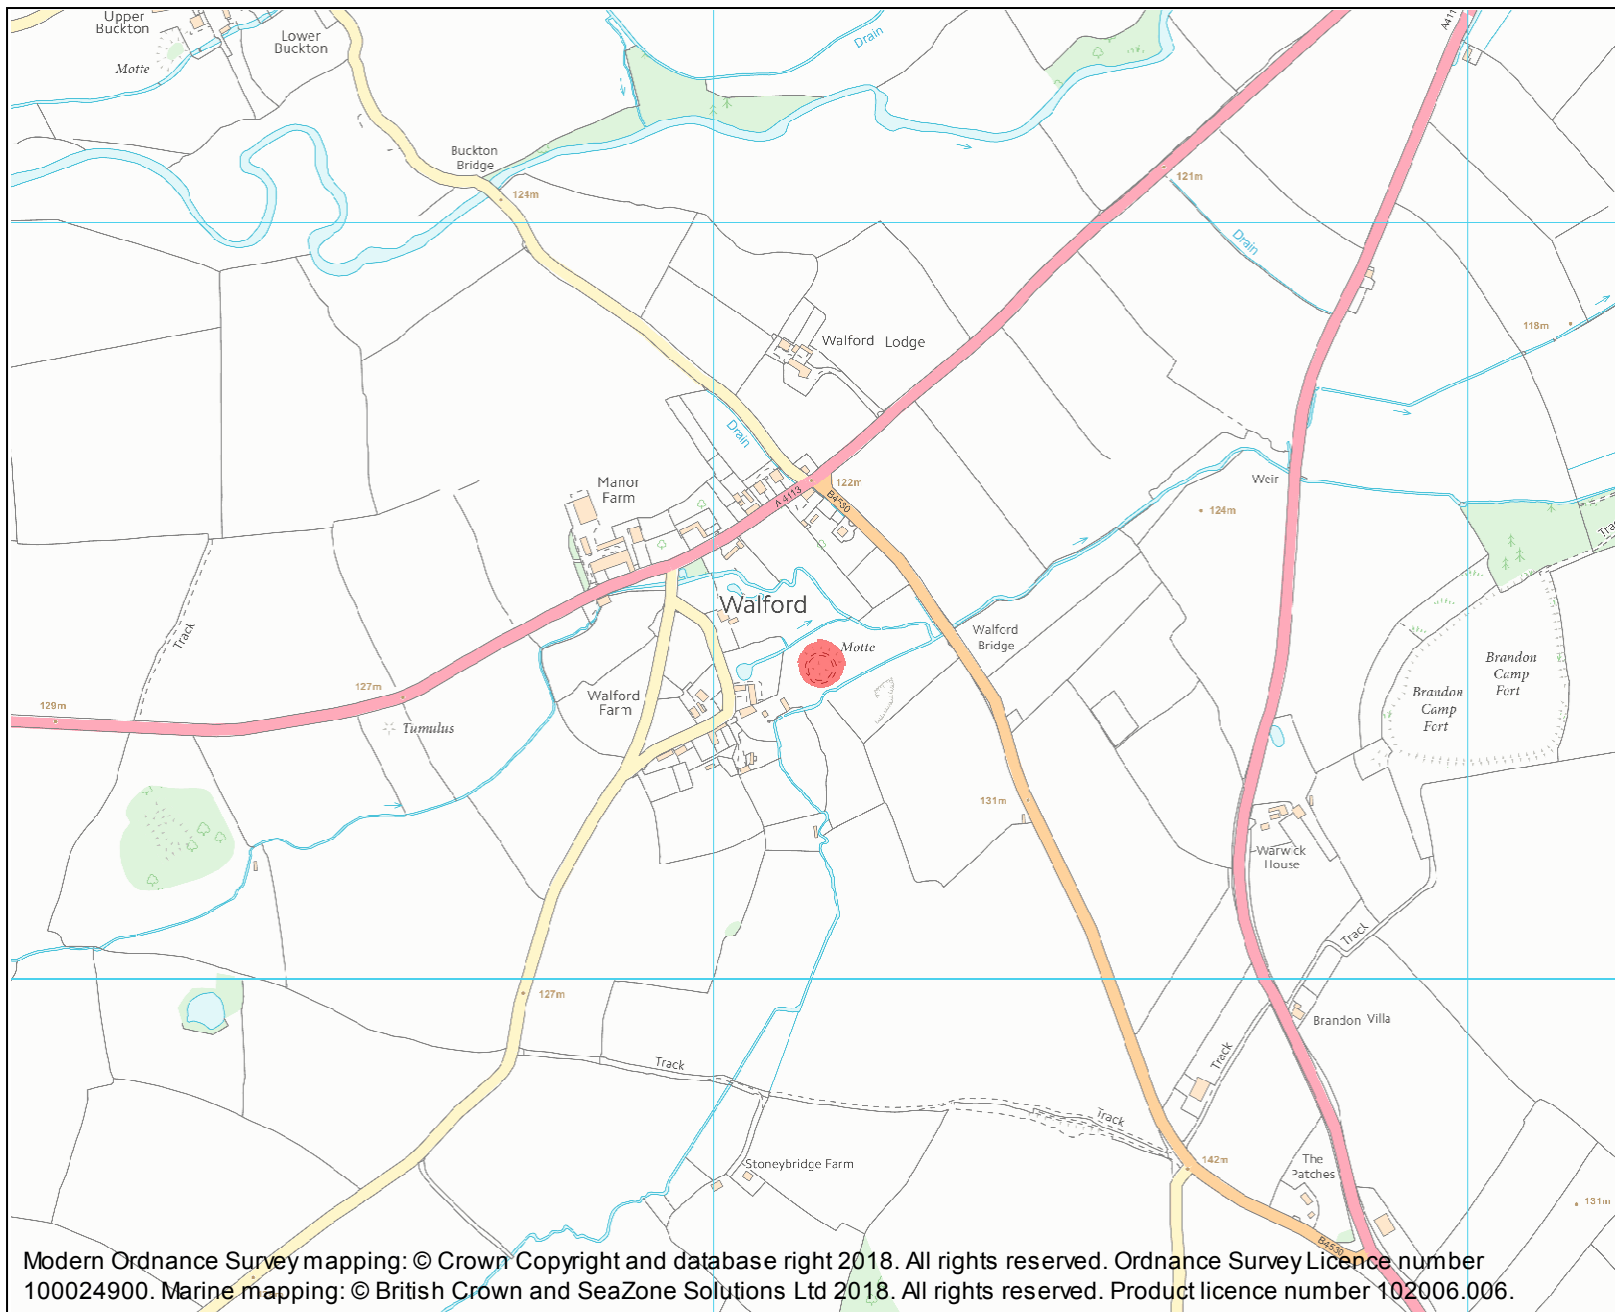 Upper
Buckton
Lower
Buckton
Motte
Drain
A411
Buckton
Bridge
124m
121m
Drain
118m
Walford Lodge
Drain
Manor
Farm
A 4113
122m
B4530
Weir
124m
Track
Walford
Walford
Bridge
Motte
Track
Brandon
Camp
Fort
Brandon
Camp
Fort
127m
129m
Tumulus
Walford
Farm
131m
Warwick
House
Track
127m
Brandon Villa
Track
Track
Track
142m
Stoneybridge Farm
The
Patches
131m
B4530
Modern Ordnance Survey mapping: © Crown Copyright and database right 2018. All rights reserved. Ordnance Survey Licence number
100024900. Marine mapping: © British Crown and SeaZone Solutions Ltd 2018. All rights reserved. Product licence number 102006.006.